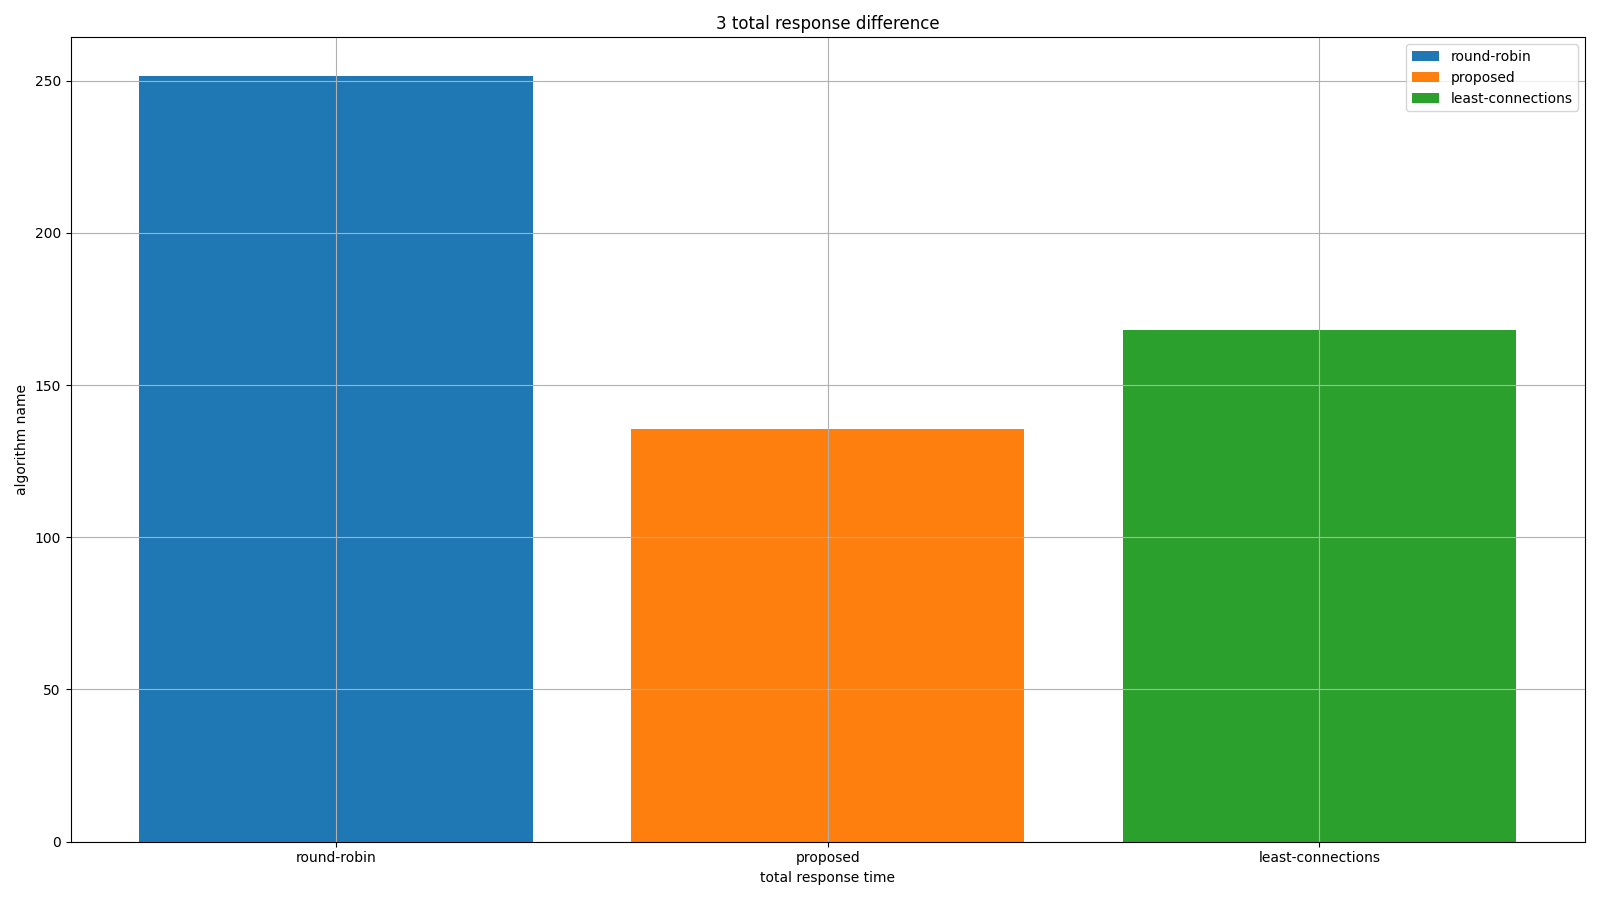 3 total response difference
round-robin
proposed
least-connections
250
200
150
100
50
0
algorithm name
round-robin
proposed
least-connections
total response time